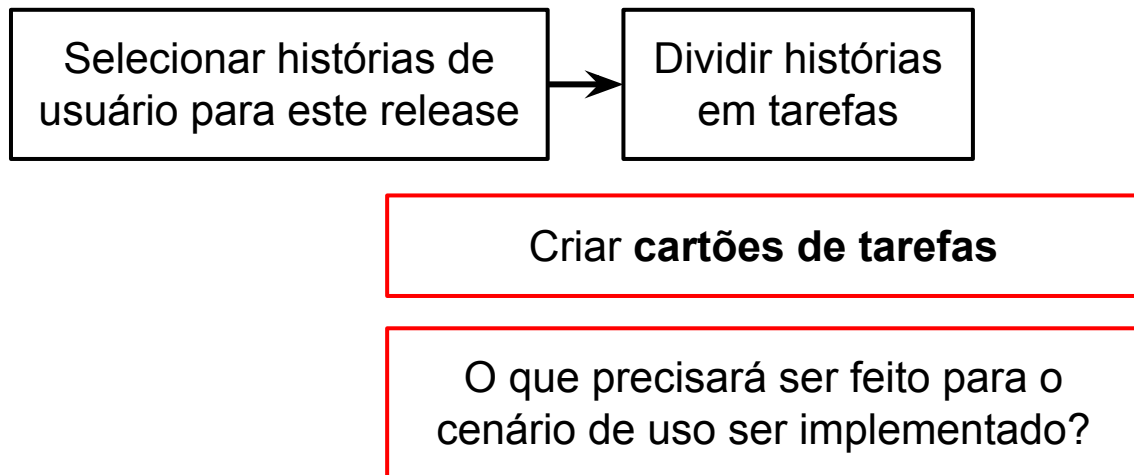 Selecionar histórias de
usuário para este release
Dividir histórias
em tarefas
Criar cartões de tarefas
O que precisará ser feito para o
cenário de uso ser implementado?